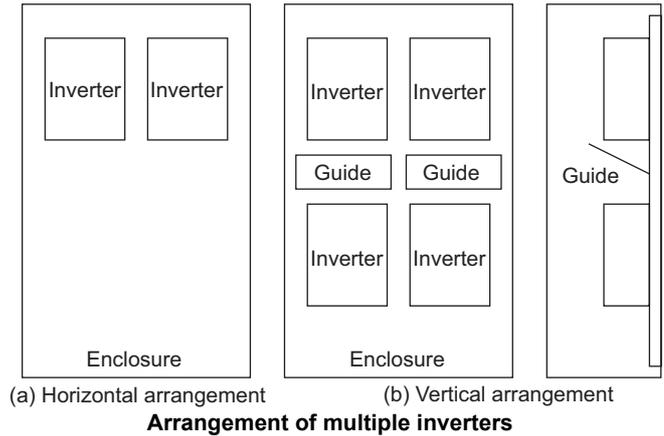 Inverter Inverter
Enclosure
(a) Horizontal arrangement
Inverter Inverter
Guide Guide
Inverter Inverter
Enclosure
Guide
(b) Vertical arrangement
Arrangement of multiple inverters